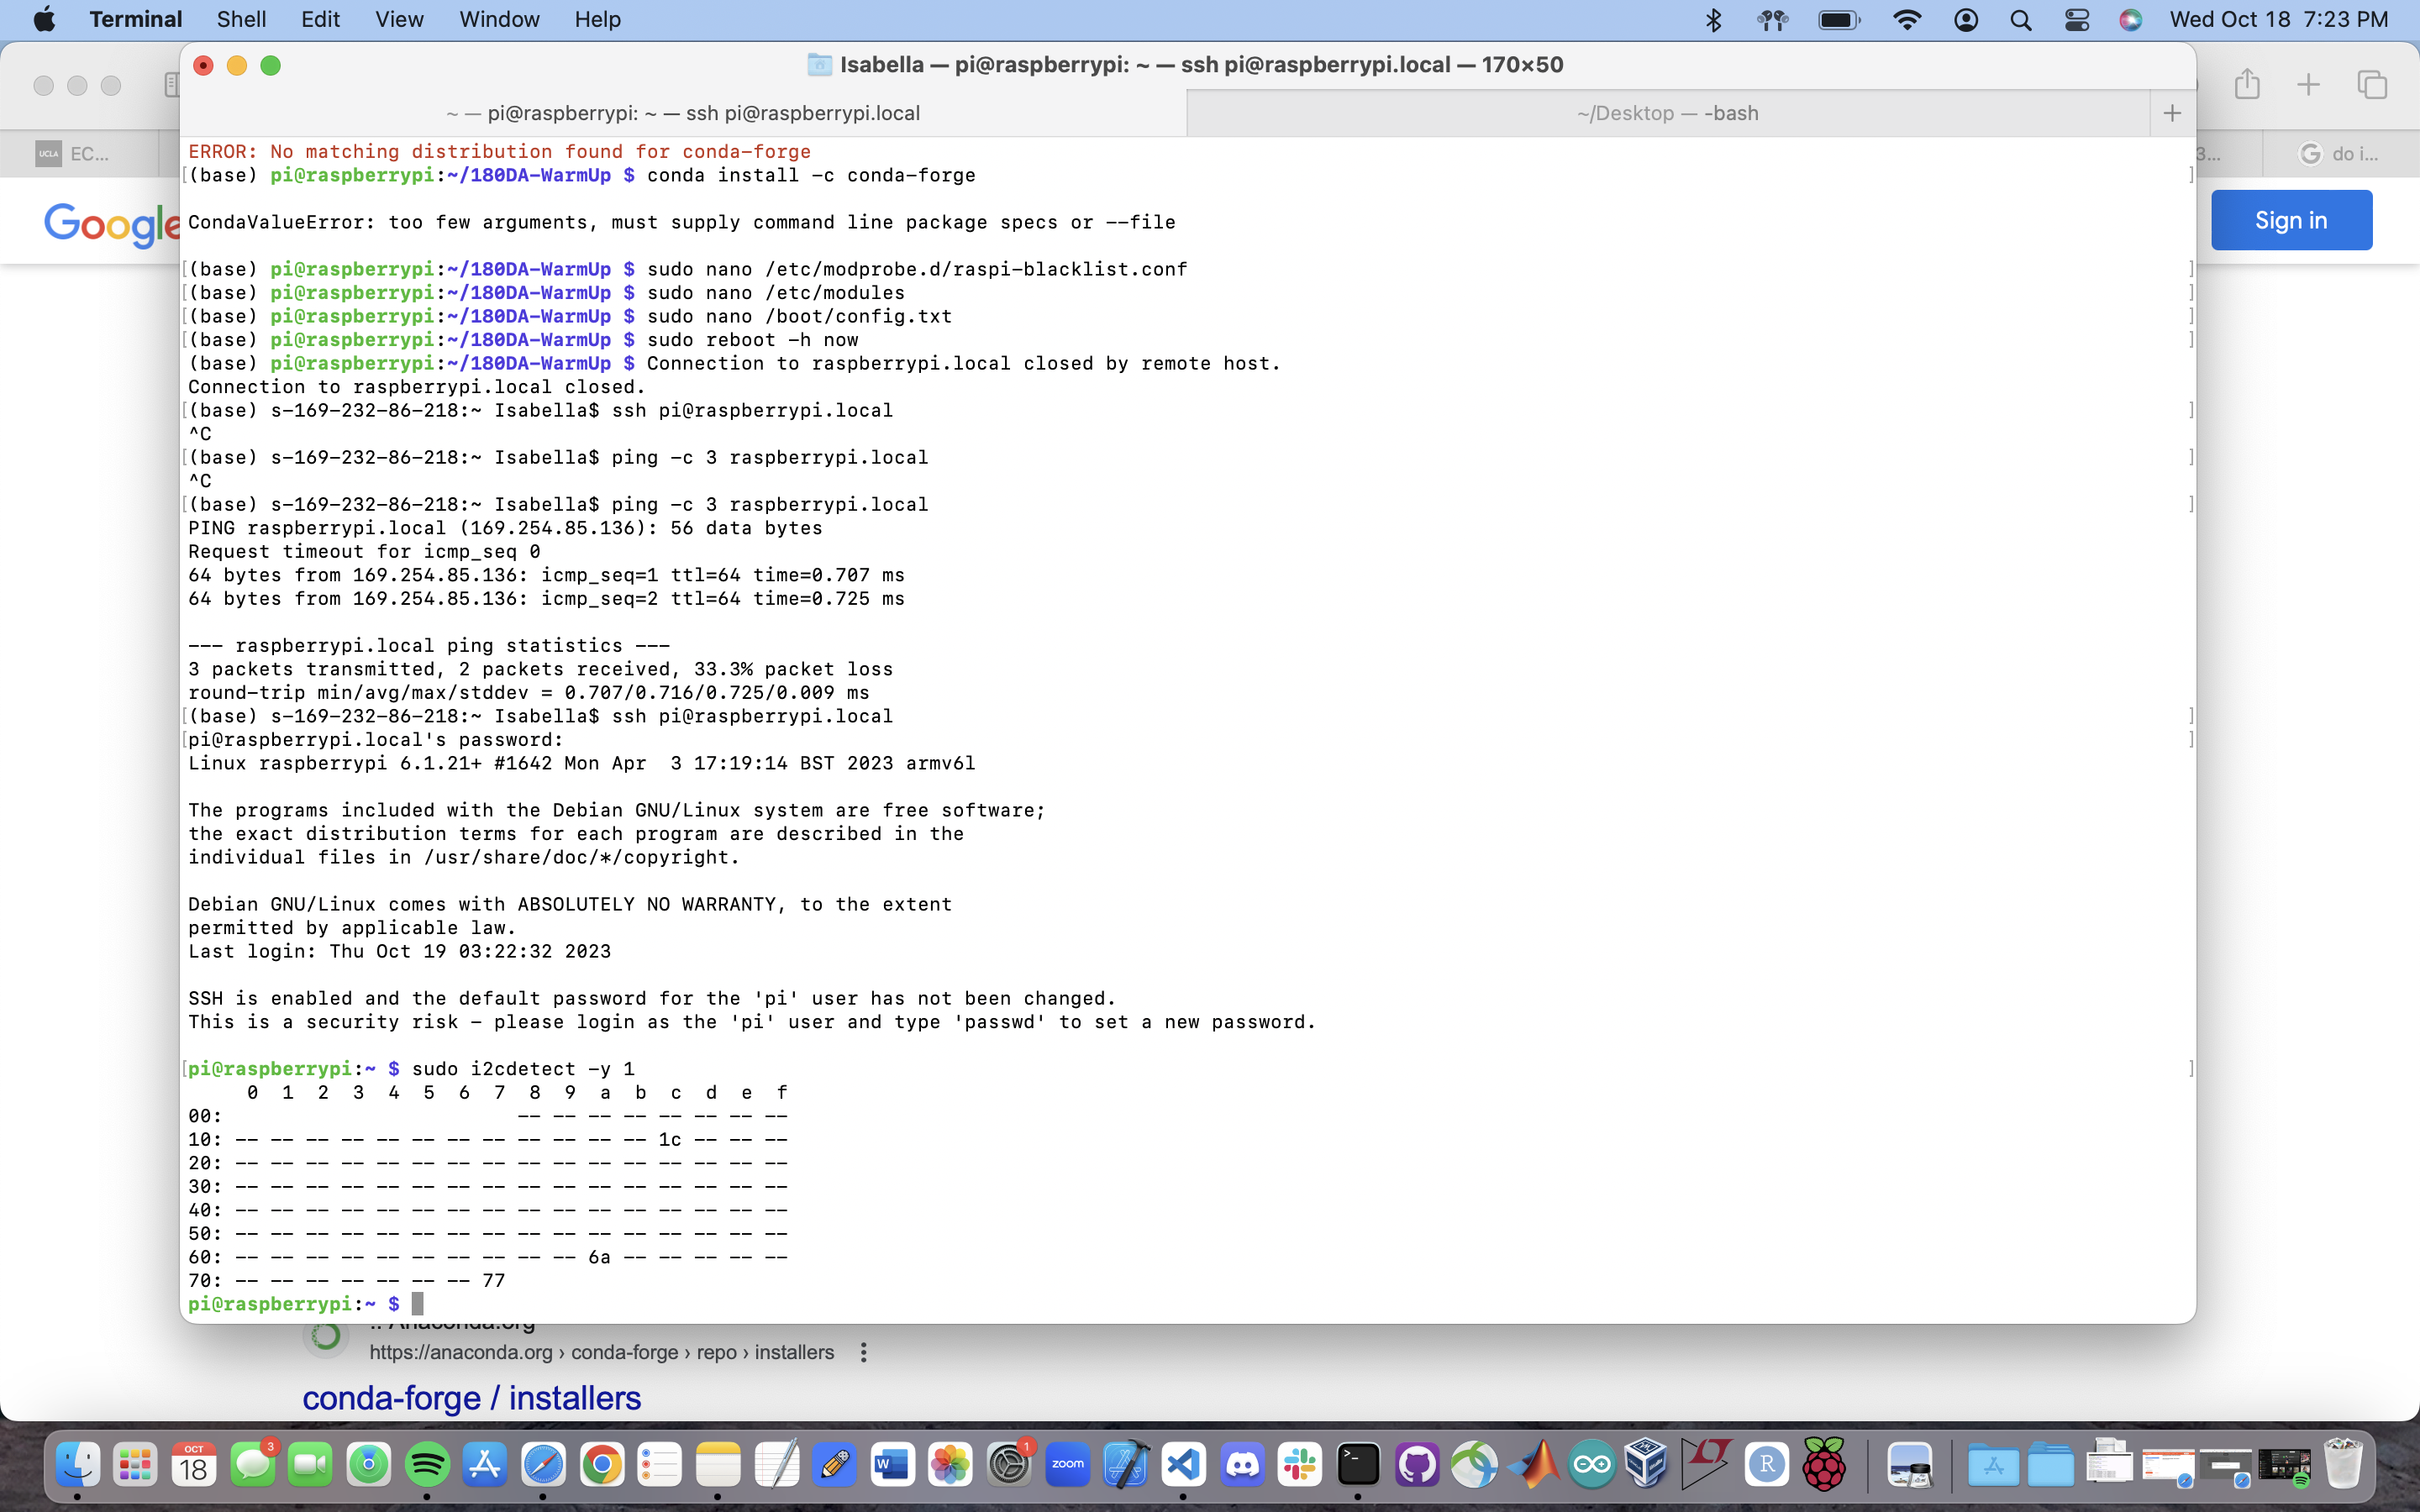 Terminal Shell Edit View Window Help Wed Oct 18 7:23 PM
Isabella — pi@raspberrypi: ~ — ssh pi@raspberrypi.local — 170×50
~ — pi@raspberrypi: ~ — ssh pi@raspberrypi.local ~/Desktop — -bash
UCLA EC... 3... do i...
Google
Sign in
ERROR: No matching distribution found for conda-forge
(base) pi@raspberrypi:~/180DA-WarmUp $ conda install -c conda-forge
CondaValueError: too few arguments, must supply command line package specs or --file
(base) pi@raspberrypi:~/180DA-WarmUp $ sudo nano /etc/modprobe.d/raspi-blacklist.conf
(base) pi@raspberrypi:~/180DA-WarmUp $ sudo nano /etc/modules
(base) pi@raspberrypi:~/180DA-WarmUp $ sudo nano /boot/config.txt
(base) pi@raspberrypi:~/180DA-WarmUp $ sudo reboot -h now
(base) pi@raspberrypi:~/180DA-WarmUp $ Connection to raspberrypi.local closed by remote host.
Connection to raspberrypi.local closed.
(base) s-169-232-86-218:~ Isabella$ ssh pi@raspberrypi.local
^C
(base) s-169-232-86-218:~ Isabella$ ping -c 3 raspberrypi.local
^C
(base) s-169-232-86-218:~ Isabella$ ping -c 3 raspberrypi.local
PING raspberrypi.local (169.254.85.136): 56 data bytes
Request timeout for icmp_seq 0
64 bytes from 169.254.85.136: icmp_seq=1 ttl=64 time=0.707 ms
64 bytes from 169.254.85.136: icmp_seq=2 ttl=64 time=0.725 ms
--- raspberrypi.local ping statistics ---
3 packets transmitted, 2 packets received, 33.3% packet loss
round-trip min/avg/max/stddev = 0.707/0.716/0.725/0.009 ms
(base) s-169-232-86-218:~ Isabella$ ssh pi@raspberrypi.local
pi@raspberrypi.local's password:
Linux raspberrypi 6.1.21+ #1642 Mon Apr  3 17:19:14 BST 2023 armv6l
The programs included with the Debian GNU/Linux system are free software;
the exact distribution terms for each program are described in the
individual files in /usr/share/doc/*/copyright.
Debian GNU/Linux comes with ABSOLUTELY NO WARRANTY, to the extent
permitted by applicable law.
Last login: Thu Oct 19 03:22:32 2023
SSH is enabled and the default password for the 'pi' user has not been changed.
This is a security risk - please login as the 'pi' user and type 'passwd' to set a new password.
pi@raspberrypi:~ $ sudo i2cdetect -y 1
     0  1  2  3  4  5  6  7  8  9  a  b  c  d  e  f
00:                         -- -- -- -- -- -- -- --
10: -- -- -- -- -- -- -- -- -- -- -- -- 1c -- -- --
20: -- -- -- -- -- -- -- -- -- -- -- -- -- -- -- --
30: -- -- -- -- -- -- -- -- -- -- -- -- -- -- -- --
40: -- -- -- -- -- -- -- -- -- -- -- -- -- -- -- --
50: -- -- -- -- -- -- -- -- -- -- -- -- -- -- -- --
60: -- -- -- -- -- -- -- -- -- -- 6a -- -- -- -- --
70: -- -- -- -- -- -- -- 77
pi@raspberrypi:~ $
:: Anaconda.org
https://anaconda.org › conda-forge › repo › installers
conda-forge / installers
OCT
18
3
W
1
zoom
R